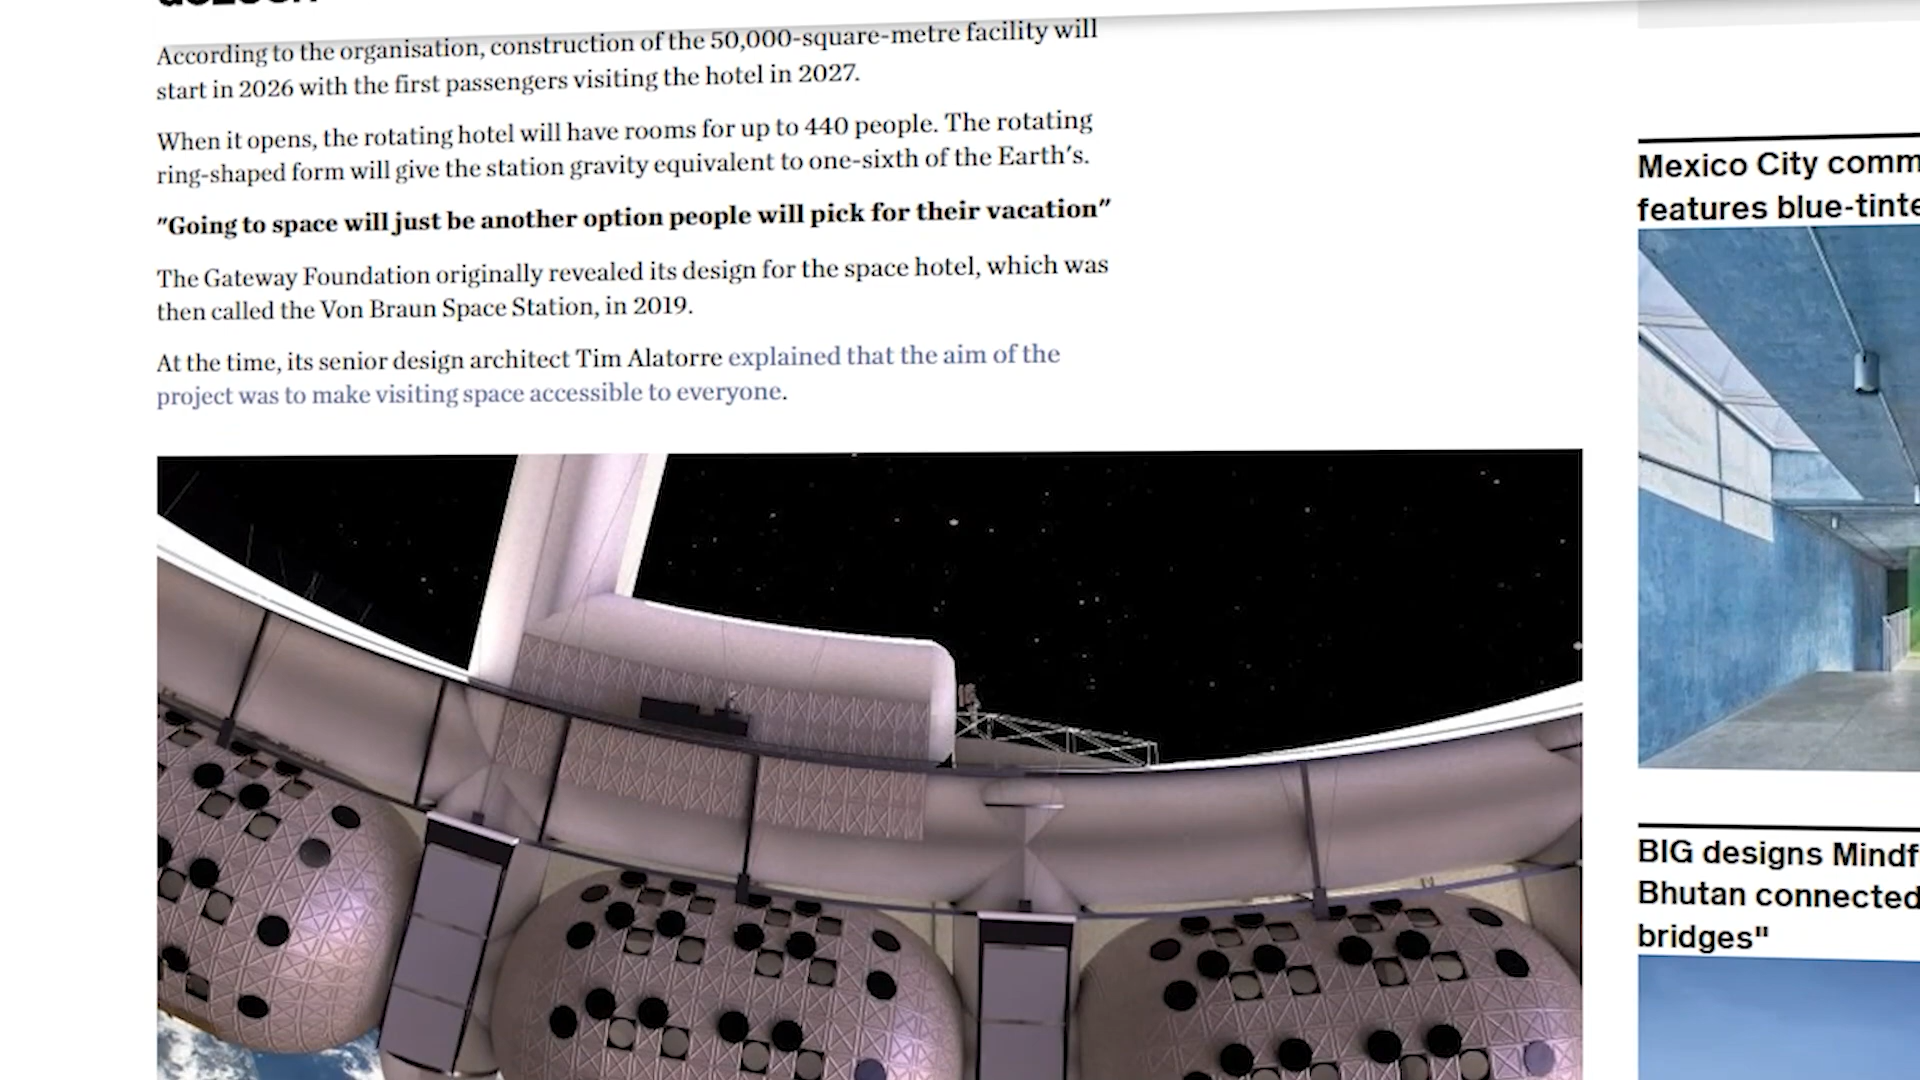 According to the organisation, construction of the 50,000-square-metre facility will
start in 2026 with the first passengers visiting the hotel in 2027.
When it opens, the rotating hotel will have rooms for up to 440 people. The rotating
ring-shaped form will give the station gravity equivalent to one-sixth of the Earth's.
"Going to space will just be another option people will pick for their vacation"
The Gateway Foundation originally revealed its design for the space hotel, which was
then called the Von Braun Space Station, in 2019.
At the time, its senior design architect Tim Alatorre explained that the aim of the
project was to make visiting space accessible to everyone.
Mexico City comm
features blue-tinte
BIG designs Mindf
Bhutan connected
bridges"